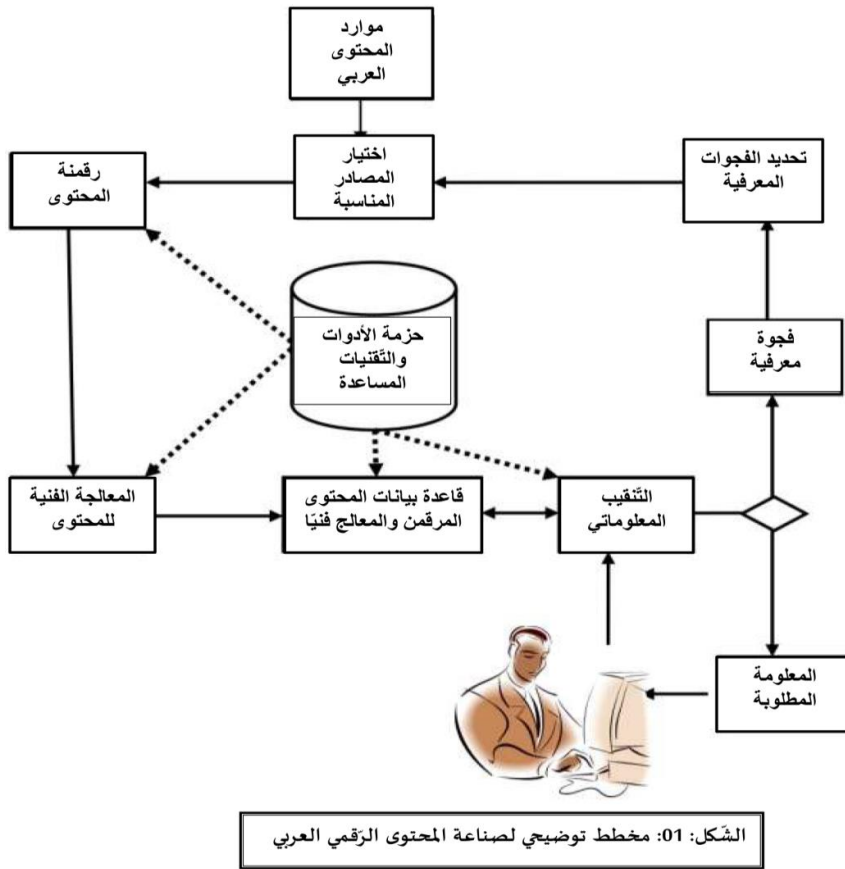 موارد
المحتوى
العربي
تحديد الفجوات
المعرفية
اختيار
المصادر
المناسبة
رقمنة
المحتوى
حزمة الأدوات
والتّقنيات
المساعدة
فجوة
معرفية
التّنقيب
المعلوماتي
قاعدة بيانات المحتوى
المرقمن والمعالج فنيّا
المعالجة الفنية
للمحتوى
المعلومة
المطلوبة
الشّكل: 01: مخطط توضيحي لصناعة المحتوى الرّقمي العربي